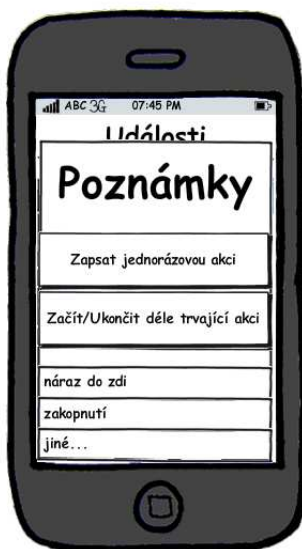 ABC 3G 07:45 PM
Události
Poznámky
Zapsat jednorázovou akci
Začít/Ukončit déle trvající akci
náraz do zdi
zakopnutí
jiné...